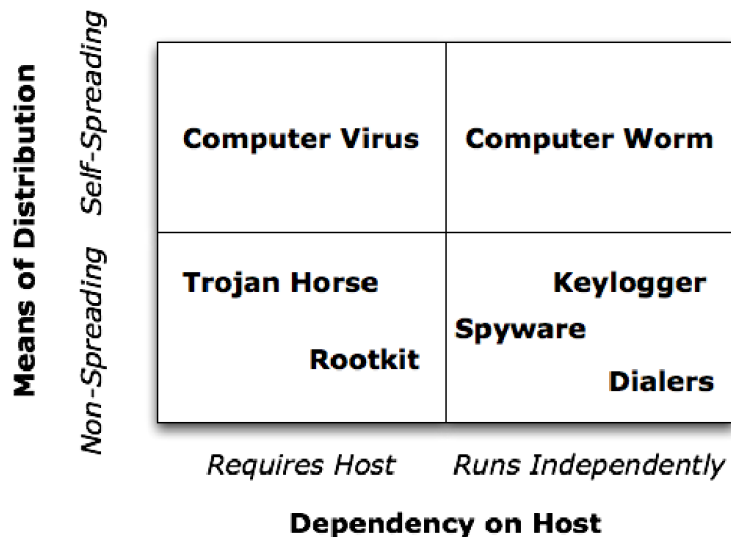 Means of Distribution
Self-Spreading
Non-Spreading
Computer Virus
Computer Worm
Trojan Horse
Rootkit
Keylogger
Spyware
Dialers
Requires Host
Runs Independently
Dependency on Host